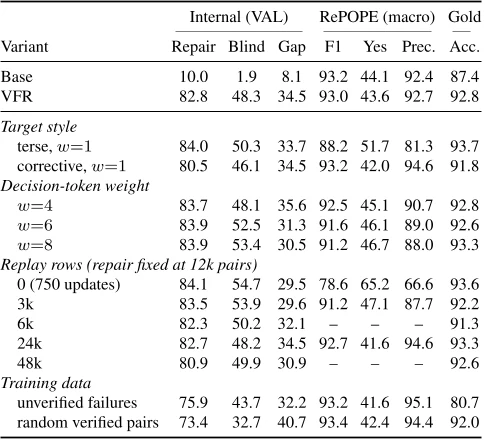 Internal (VAL) RePOPE (macro) Gold
Variant Repair Blind Gap F1 Yes Prec. Acc.
Base 10.0 1.9 8.1 93.2 44.1 92.4 87.4
VFR 82.8 48.3 34.5 93.0 43.6 92.7 92.8
Target style
terse, w=1 84.0 50.3 33.7 88.2 51.7 81.3 93.7
corrective, w=1 80.5 46.1 34.5 93.2 42.0 94.6 91.8
Decision-token weight
w=4 83.7 48.1 35.6 92.5 45.1 90.7 92.8
w=6 83.9 52.5 31.3 91.6 46.1 89.0 92.6
w=8 83.9 53.4 30.5 91.2 46.7 88.0 93.3
Replay rows (repair fixed at 12k pairs)
0 (750 updates) 84.1 54.7 29.5 78.6 65.2 66.6 93.6
3k 83.5 53.9 29.6 91.2 47.1 87.7 92.2
6k 82.3 50.2 32.1 – – – 91.3
24k 82.7 48.2 34.5 92.7 41.6 94.6 93.3
48k 80.9 49.9 30.9 – – – 92.6
Training data
unverified failures 75.9 43.7 32.2 93.2 41.6 95.1 80.7
random verified pairs 73.4 32.7 40.7 93.4 42.4 94.4 92.0